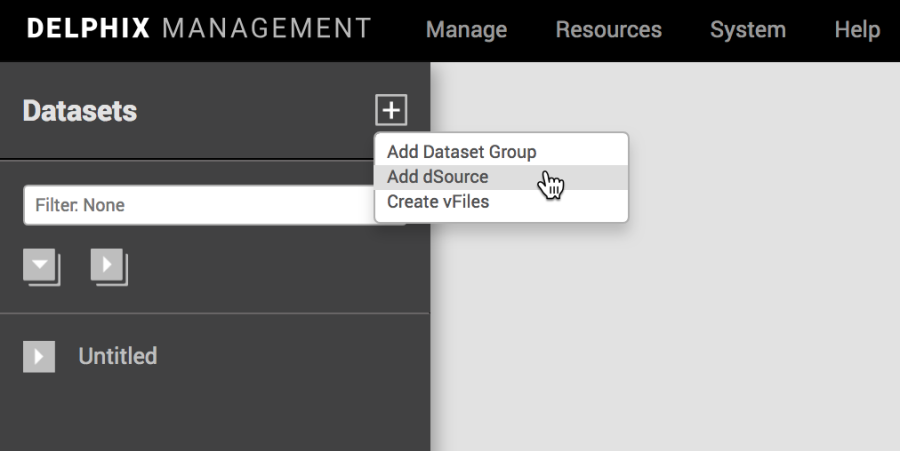 DELPHIX MANAGEMENT Manage Resources System Help
Datasets
Add Dataset Group
Add dSource
Create vFiles
Filter: None
Untitled